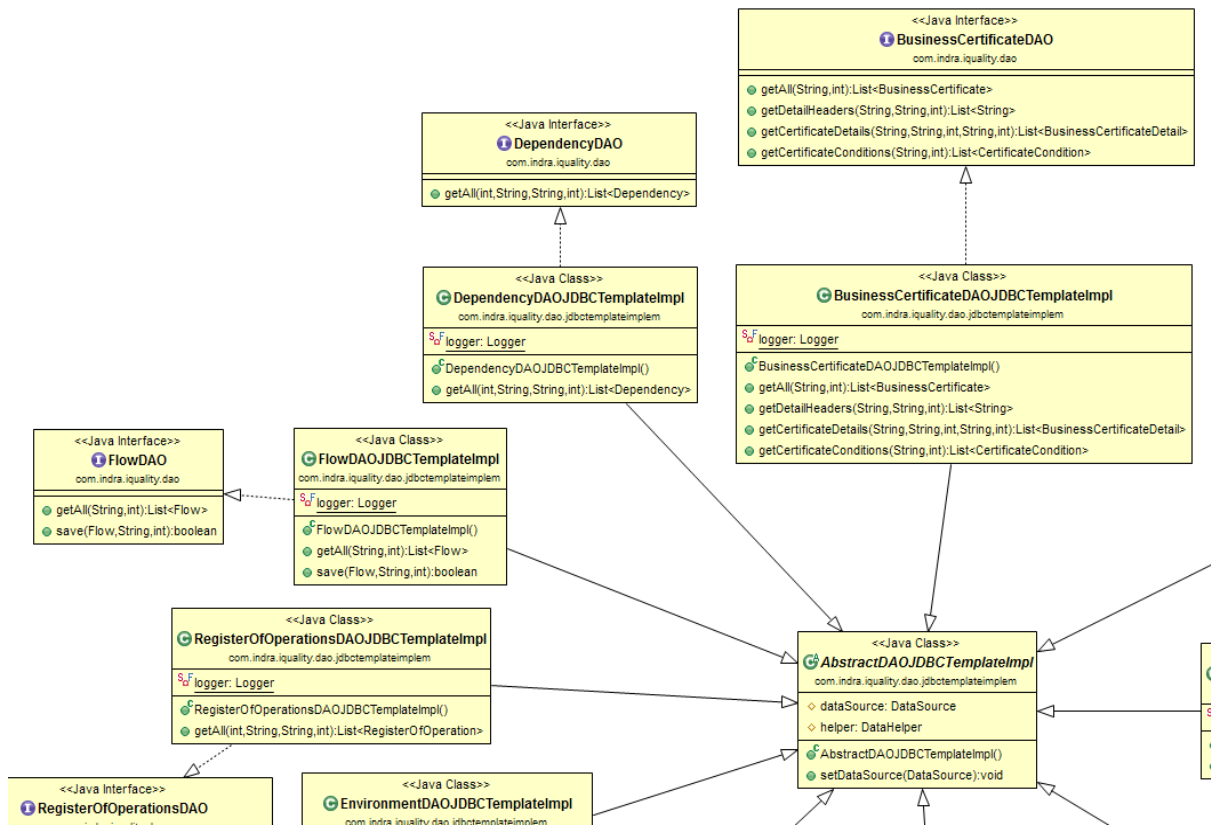 <<Java Interface>>
BusinessCertificateDAO
com.indra.iquality.dao
getAll(String,int):List<BusinessCertificate>
getDetailHeaders(String,String,int):List<String>
getCertificateDetails(String,String,int,String,int):List<BusinessCertificateDetail>
getCertificateConditions(String,int):List<CertificateCondition>
<<Java Interface>>
DependencyDAO
com.indra.iquality.dao
getAll(int,String,String,int):List<Dependency>
<<Java Class>>
DependencyDAOJDBCTemplateImpl
com.indra.iquality.dao.jdbctemplateimplem
logger: Logger
DependencyDAOJDBCTemplateImpl()
getAll(int,String,String,int):List<Dependency>
<<Java Class>>
BusinessCertificateDAOJDBCTemplateImpl
com.indra.iquality.dao.jdbctemplateimplem
logger: Logger
BusinessCertificateDAOJDBCTemplateImpl()
getAll(String,int):List<BusinessCertificate>
getDetailHeaders(String,String,int):List<String>
getCertificateDetails(String,String,int,String,int):List<BusinessCertificateDetail>
getCertificateConditions(String,int):List<CertificateCondition>
<<Java Interface>>
FlowDAO
com.indra.iquality.dao
getAll(String,int):List<Flow>
save(Flow,String,int):boolean
<<Java Class>>
FlowDAOJDBCTemplateImpl
com.indra.iquality.dao.jdbctemplateimplem
logger: Logger
FlowDAOJDBCTemplateImpl()
getAll(String,int):List<Flow>
save(Flow,String,int):boolean
<<Java Class>>
RegisterOfOperationsDAOJDBCTemplateImpl
com.indra.iquality.dao.jdbctemplateimplem
logger: Logger
RegisterOfOperationsDAOJDBCTemplateImpl()
getAll(int,String,String,int):List<RegisterOfOperation>
<<Java Class>>
AbstractDAOJDBCTemplateImpl
com.indra.iquality.dao.jdbctemplateimplem
dataSource: DataSource
helper: DataHelper
AbstractDAOJDBCTemplateImpl()
setDataSource(DataSource):void
<<Java Interface>>
RegisterOfOperationsDAO
<<Java Class>>
EnvironmentDAOJDBCTemplateImpl
com.indra.iquality.dao.jdbctemplateimplem